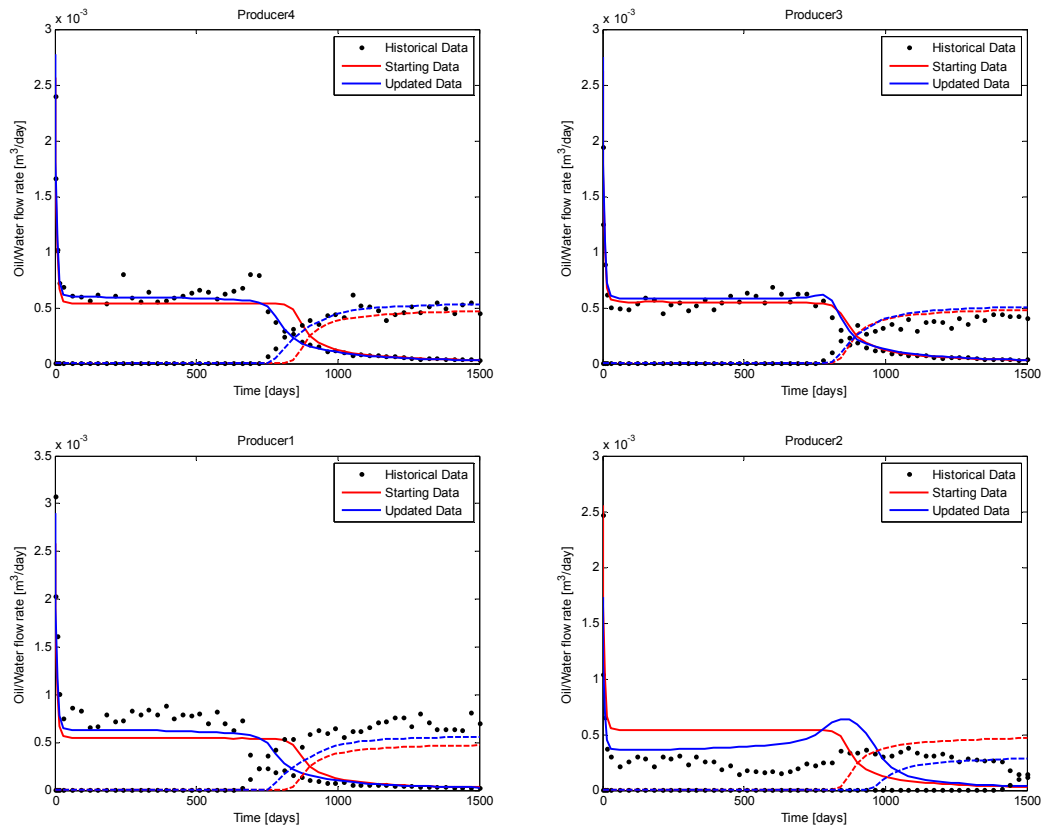 Producer4
x 10-3
Oil/Water flow rate [m3/day]
3
2.5
2
1.5
1
0.5
0
0
500
1000
1500
Time [days]
Historical Data
Starting Data
Updated Data
Producer3
x 10-3
Oil/Water flow rate [m3/day]
3
2.5
2
1.5
1
0.5
0
0
500
1000
1500
Time [days]
Historical Data
Starting Data
Updated Data
Producer1
x 10-3
Oil/Water flow rate [m3/day]
3.5
3
2.5
2
1.5
1
0.5
0
0
500
1000
1500
Time [days]
Historical Data
Starting Data
Updated Data
Producer2
x 10-3
Oil/Water flow rate [m3/day]
3
2.5
2
1.5
1
0.5
0
0
500
1000
1500
Time [days]
Historical Data
Starting Data
Updated Data